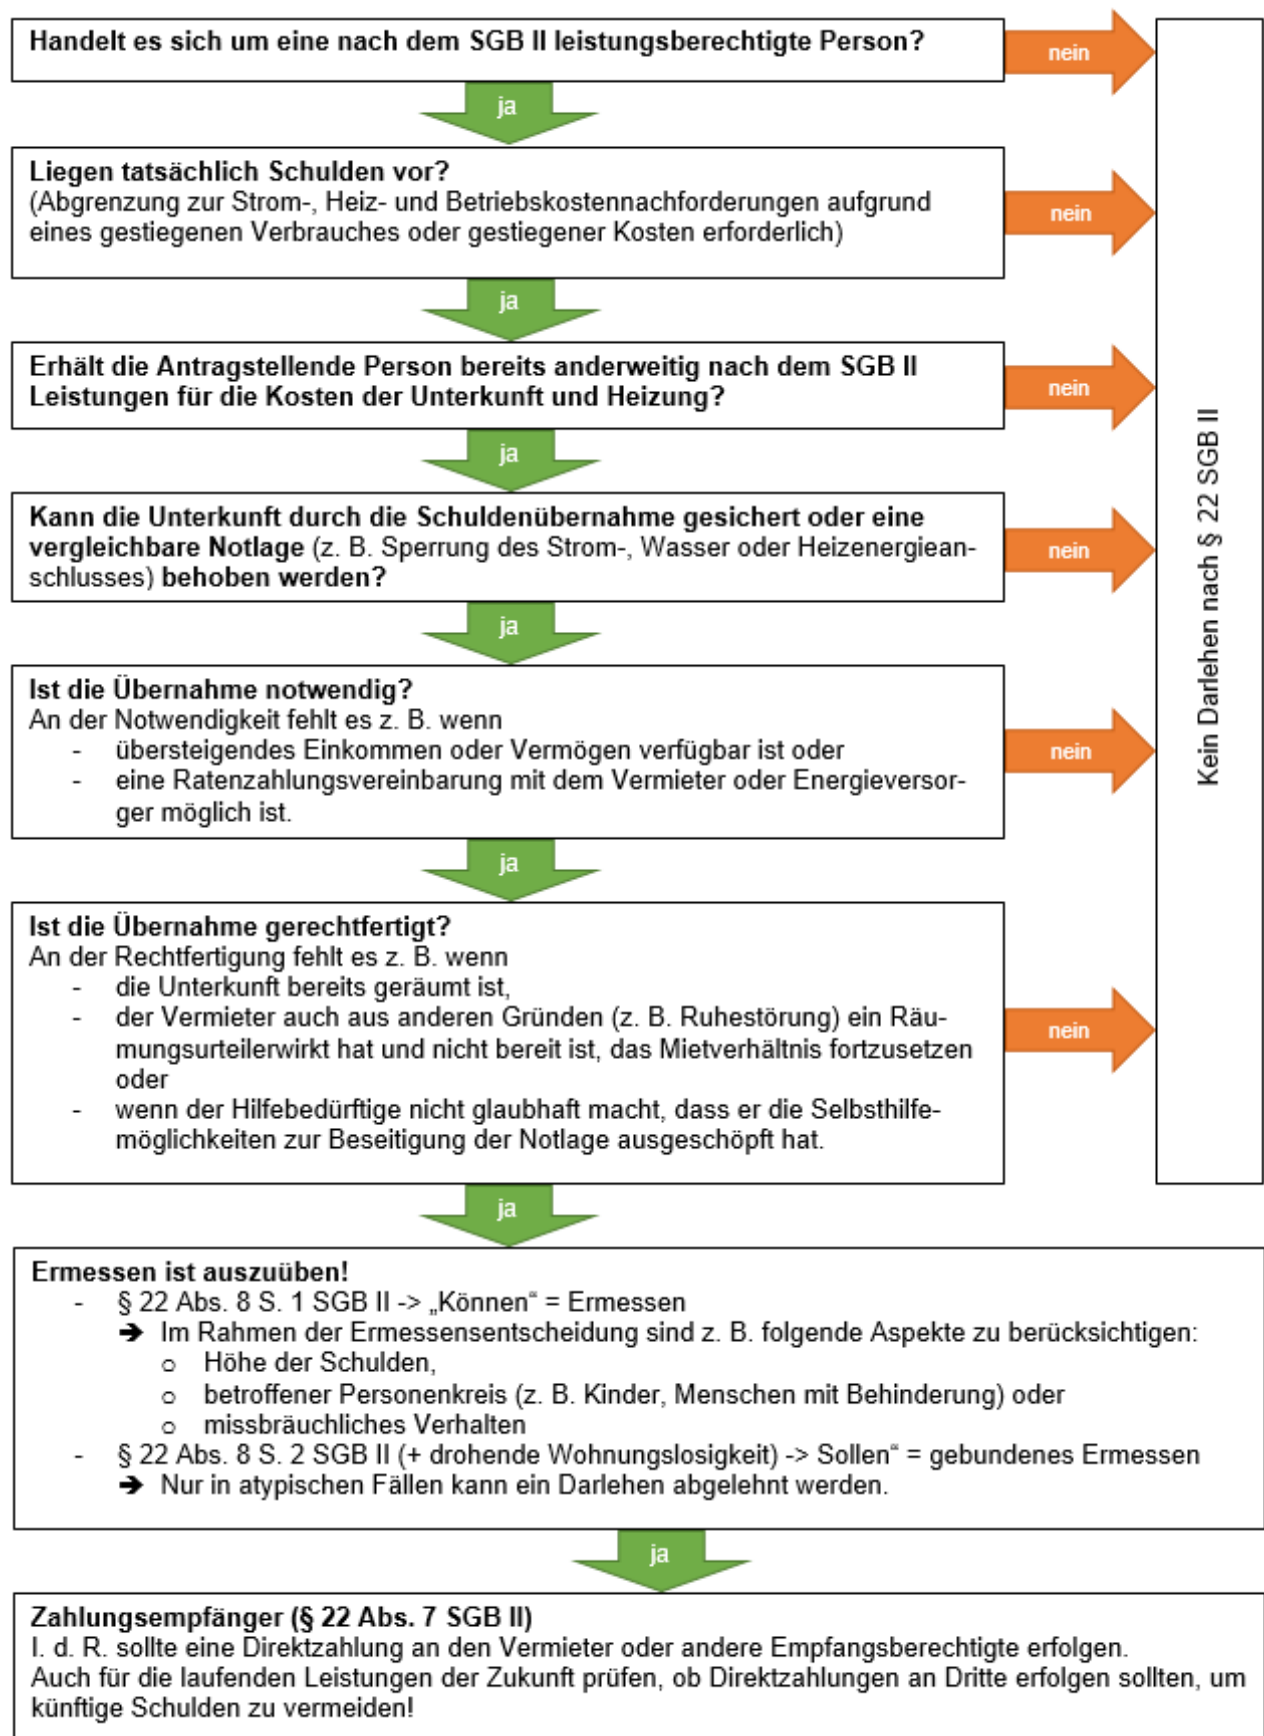 Handelt es sich um eine nach dem SGB II leistungsberechtigte Person?
nein
ja
Liegen tatsächlich Schulden vor?
(Abgrenzung zur Strom-, Heiz- und Betriebskostennachforderungen aufgrund
eines gestiegenen Verbrauches oder gestiegener Kosten erforderlich)
nein
ja
Erhält die Antragstellende Person bereits anderweitig nach dem SGB II
Leistungen für die Kosten der Unterkunft und Heizung?
nein
ja
Kann die Unterkunft durch die Schuldenübernahme gesichert oder eine
vergleichbare Notlage (z. B. Sperrung des Strom-, Wasser oder Heizenergiean-
schlusses) behoben werden?
nein
ja
Ist die Übernahme notwendig?
An der Notwendigkeit fehlt es z. B. wenn
- übersteigendes Einkommen oder Vermögen verfügbar ist oder
- eine Ratenzahlungsvereinbarung mit dem Vermieter oder Energieversor-
ger möglich ist.
nein
ja
Ist die Übernahme gerechtfertigt?
An der Rechtfertigung fehlt es z. B. wenn
- die Unterkunft bereits geräumt ist,
- der Vermieter auch aus anderen Gründen (z. B. Ruhestörung) ein Räu-
mungsurteilerwirkt hat und nicht bereit ist, das Mietverhältnis fortzusetzen
oder
- wenn der Hilfebedürftige nicht glaubhaft macht, dass er die Selbsthilfe-
möglichkeiten zur Beseitigung der Notlage ausgeschöpft hat.
nein
Kein Darlehen nach § 22 SGB II
ja
Ermessen ist auszuüben!
- § 22 Abs. 8 S. 1 SGB II -> „Können“ = Ermessen
➔ Im Rahmen der Ermessensentscheidung sind z. B. folgende Aspekte zu berücksichtigen:
o Höhe der Schulden,
o betroffener Personenkreis (z. B. Kinder, Menschen mit Behinderung) oder
o missbräuchliches Verhalten
- § 22 Abs. 8 S. 2 SGB II (+ drohende Wohnungslosigkeit) -> Sollen“ = gebundenes Ermessen
➔ Nur in atypischen Fällen kann ein Darlehen abgelehnt werden.
ja
Zahlungsempfänger (§ 22 Abs. 7 SGB II)
I. d. R. sollte eine Direktzahlung an den Vermieter oder andere Empfangsberechtigte erfolgen.
Auch für die laufenden Leistungen der Zukunft prüfen, ob Direktzahlungen an Dritte erfolgen sollten, um
künftige Schulden zu vermeiden!